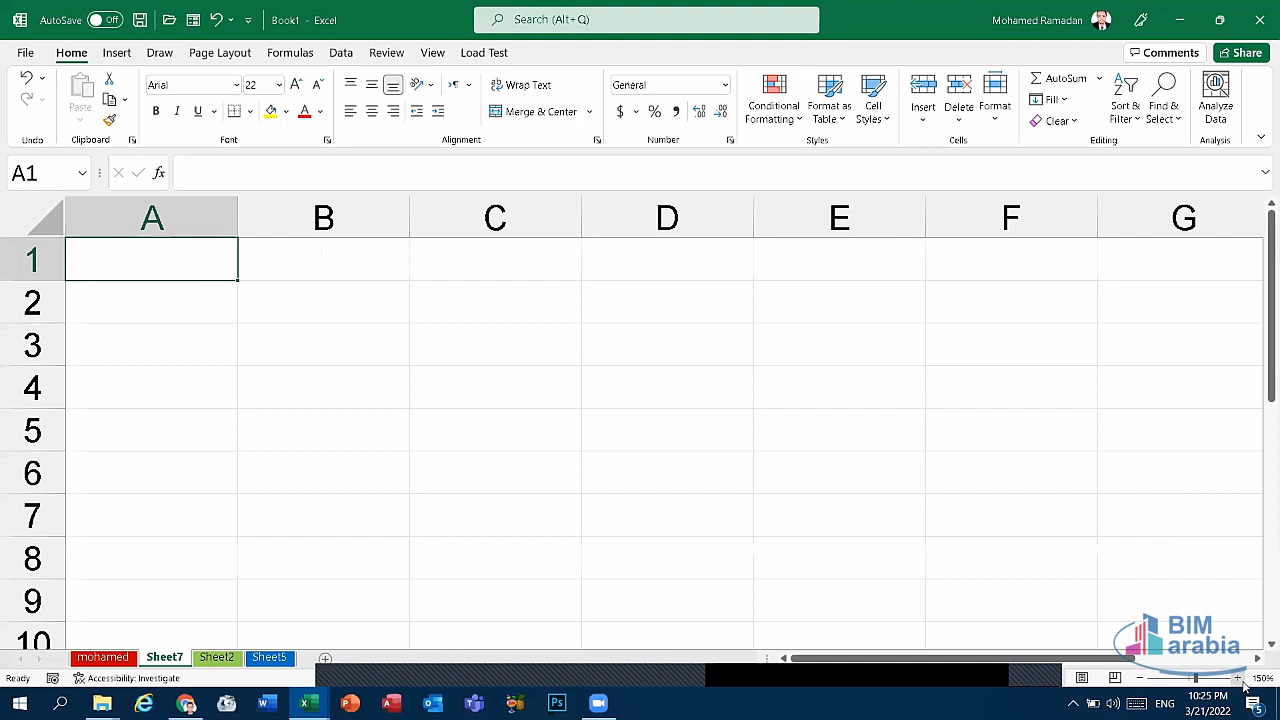 AutoSave Off Book1 - Excel Search (Alt+Q) Mohamed Ramadan
File Home Insert Draw Page Layout Formulas Data Review View Load Test Comments Share
Paste Arial 22 Wrap Text General Conditional Formatting Format as Table Cell Styles Insert Delete Format AutoSum Sort & Filter Find & Select Analyze Data
B I U A Merge & Center $ % Fill
Clear
Undo Clipboard Font Alignment Number Styles Cells Editing Analysis
A1 fx
A B C D E F G
1
2
3
4
5
6
7
8
9
10
BIM
arabia
mohamed Sheet7 Sheet2 Sheet5
Ready Accessibility: Investigate 150%
ENG 10:25 PM
3/21/2022 5